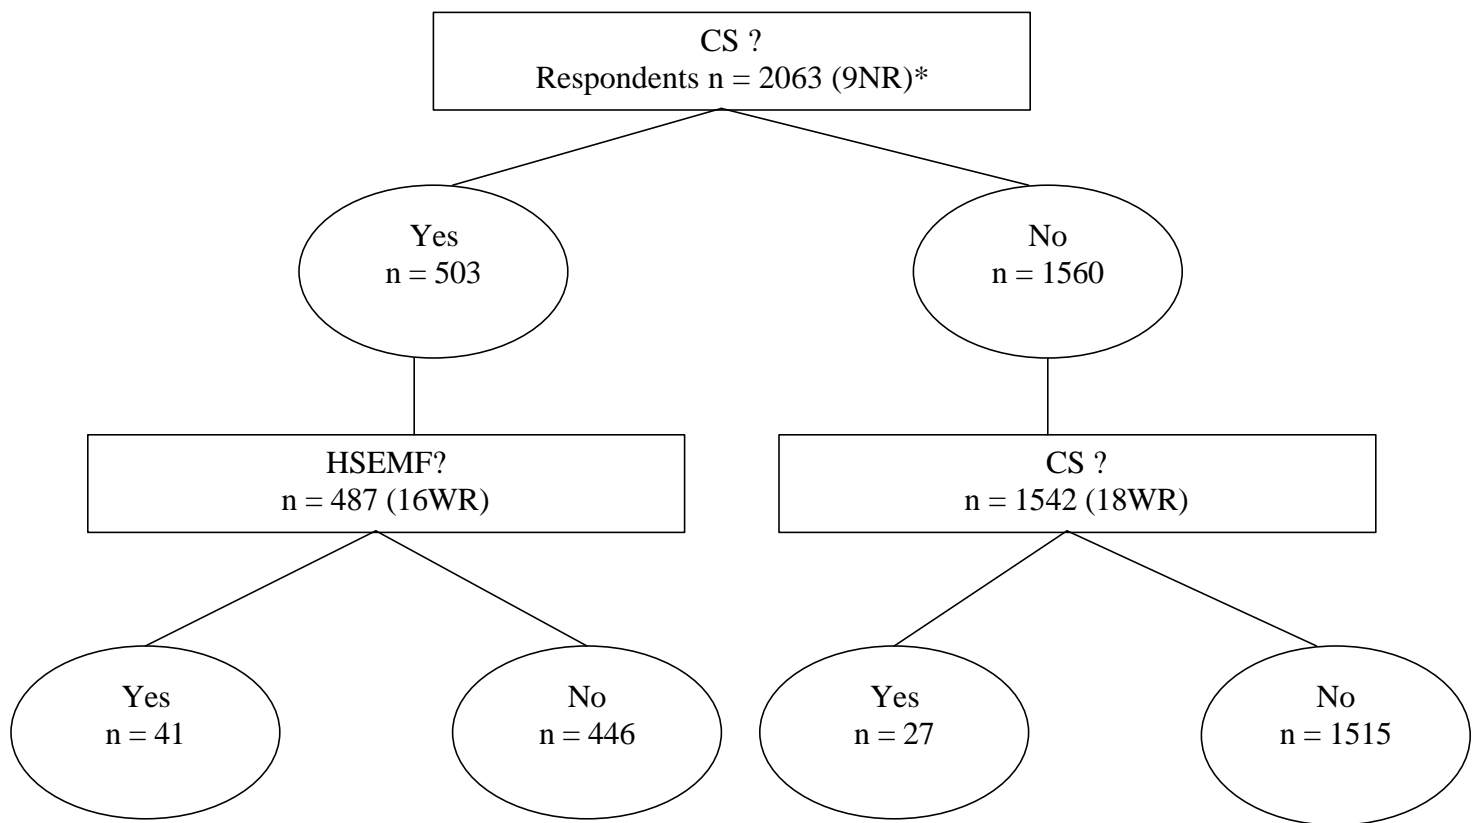 CS ?
Respondents n = 2063 (9NR)*
Yes
n = 503
No
n = 1560
HSEMF?
n = 487 (16WR)
CS ?
n = 1542 (18WR)
Yes
n = 41
No
n = 446
Yes
n = 27
No
n = 1515